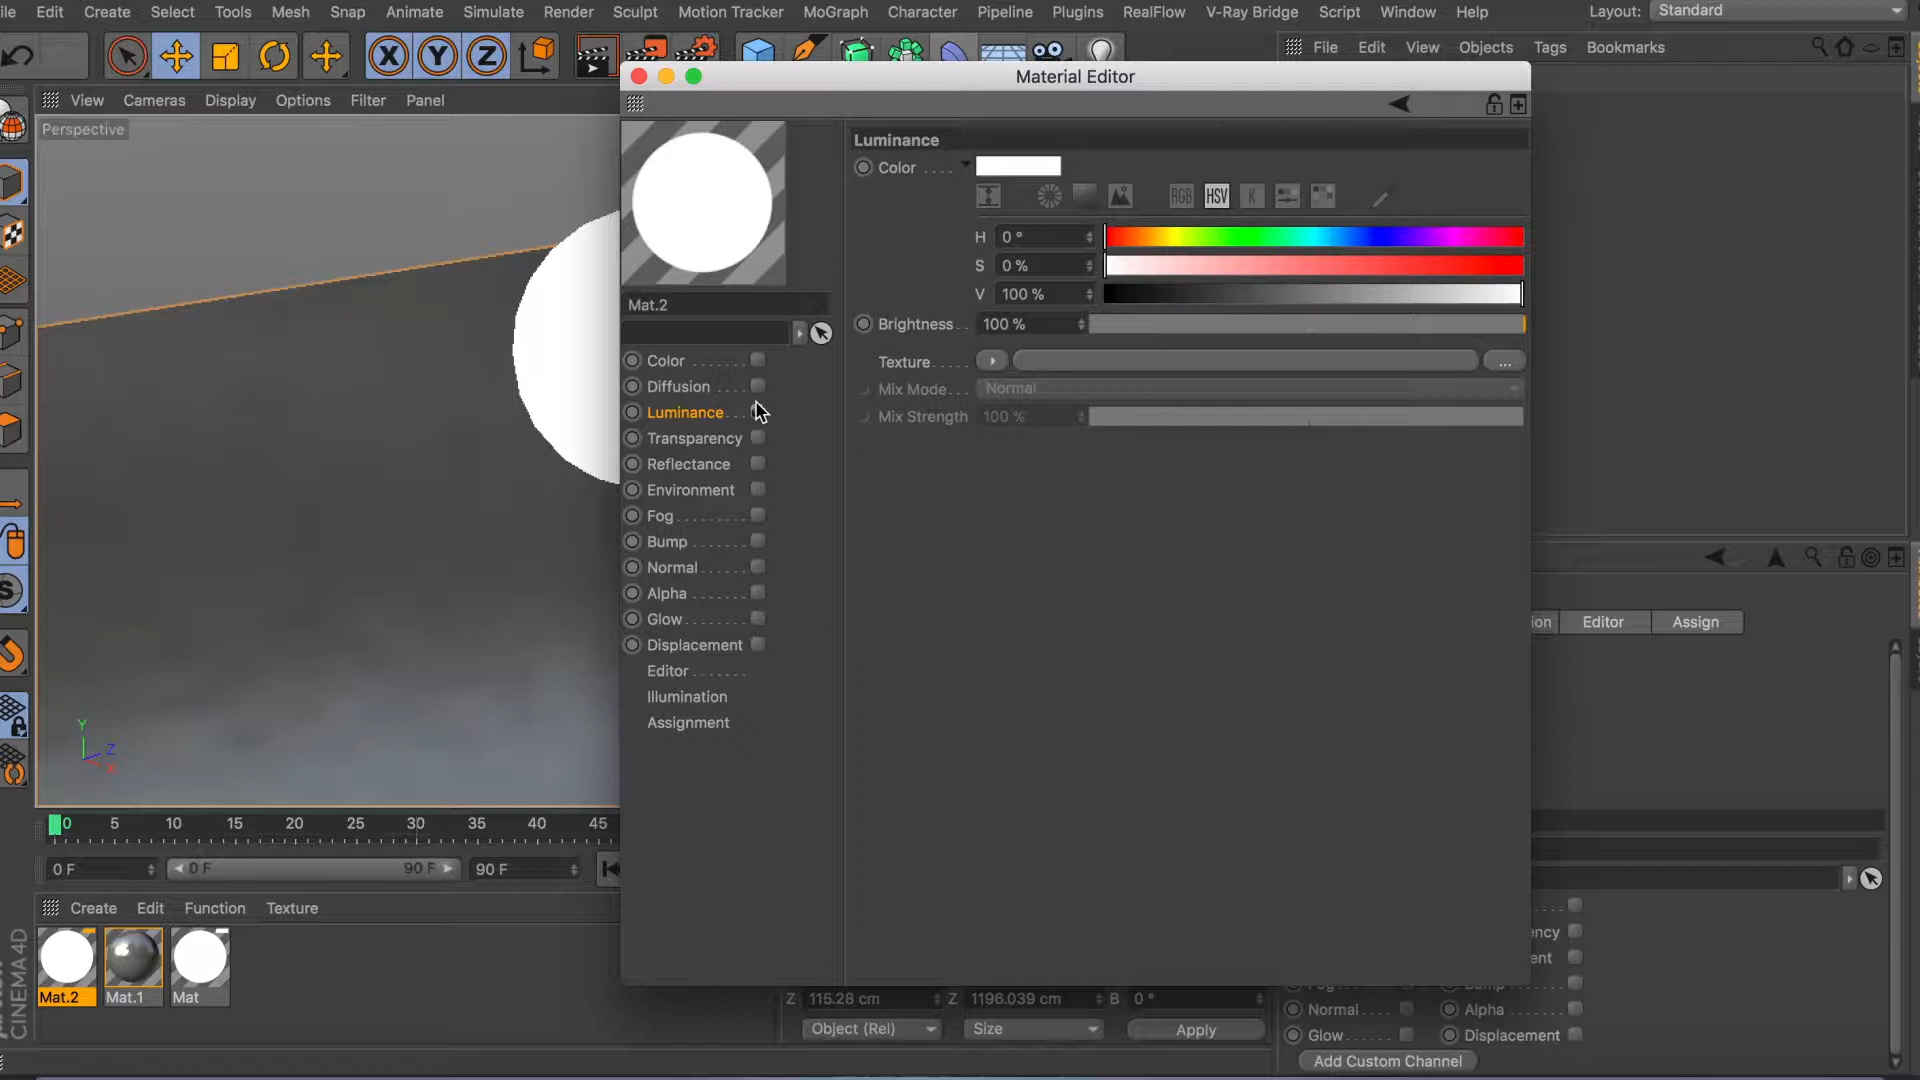 ile Edit Create Select Tools Mesh Snap Animate Simulate Render Sculpt Motion Tracker MoGraph Character Pipeline Plugins RealFlow V-Ray Bridge Script Window Help Layout: Standard
X Y Z
File Edit View Objects Tags Bookmarks
Material Editor
View Cameras Display Options Filter Panel
Perspective
Luminance
Color
RGB HSV K
H 0 °
S 0 %
V 100 %
Mat.2
Brightness 100 %
Texture ...
Mix Mode Normal
Mix Strength 100 %
Color
Diffusion
Luminance
Transparency
Reflectance
Environment
Fog
Bump
Normal
Alpha
Glow
Displacement
Editor
Illumination
Assignment
ion Editor Assign
Y
Z
X
0 5 10 15 20 25 30 35 40 45
0 F 0 F 90 F 90 F
Create Edit Function Texture
Mat.2 Mat.1 Mat
CINEMA 4D
ncy
ent
Z 115.28 cm Z 1196.039 cm B 0 °
Object (Rel) Size Apply
Normal Alpha
Glow Displacement
Add Custom Channel